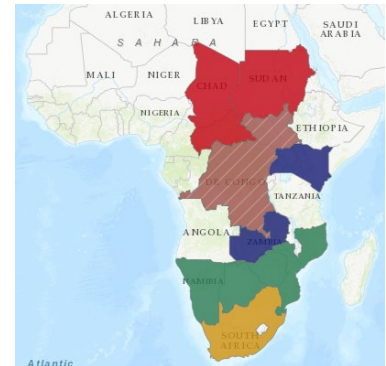 ALGERIA
LIBYA
EGYPT
SAUDI
ARABIA
SAHARA
MALI
NIGER
CHAD
SUDAN
NIGERIA
ETHIOPIA
DR CONGO
TANZANIA
ANGOLA
ZAMBIA
NAMIBIA
SOUTH
AFRICA
Atlantic